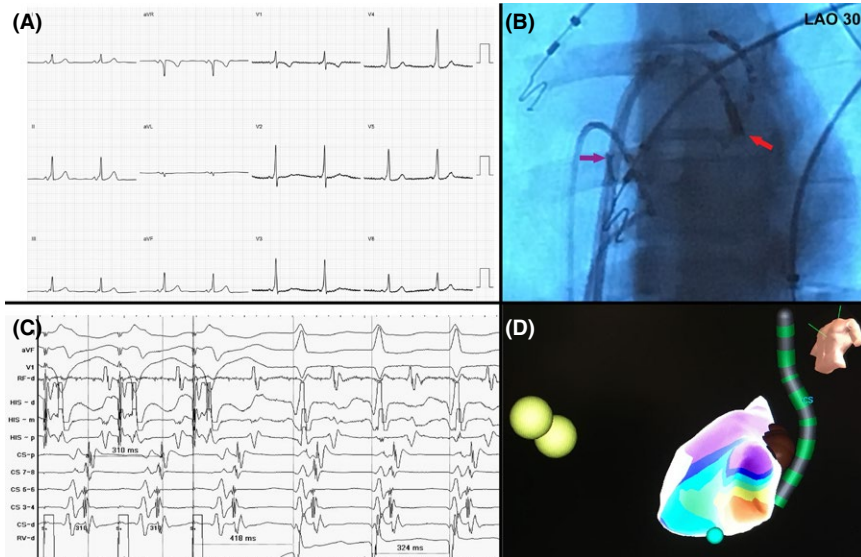 (A)
aVR
V1
V4
II
aVL
V2
V5
III
aVF
V3
V6
(B)
LAO 30
(C)
aVF
V1
RF-d
HIS - d
HIS - m
HIS - p
CS-p
310 ms
CS 7-8
CS 5-6
CS 3-4
CS-d
310
310
RV-d
418 ms
324 ms
(D)
CS